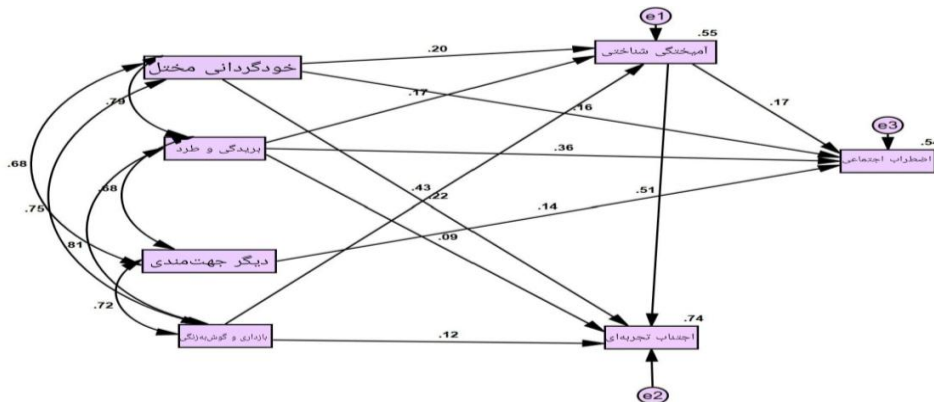 e1
.55
آمیختگی شناختی
.20
خودگردانی مختل
.79
.17
.16
.17
e3
.54
بریدگی و طرد
.36
اضطراب اجتماعی
.68
.68
.43
.22
.51
.75
.14
.81
.09
دیگر جهت‌مندی
.72
.74
بازداری و گوش‌به‌زنگی
.12
اجتناب تجربه‌ای
e2